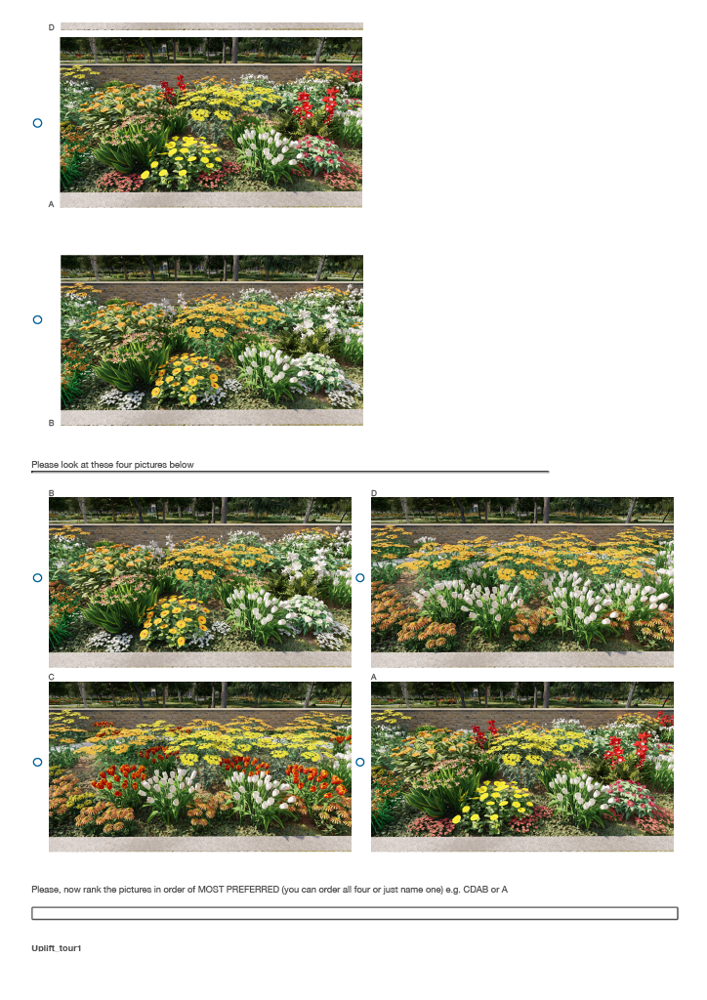 D
A
B
Please look at these four pictures below
B
D
C
A
Please, now rank the pictures in order of MOST PREFERRED (you can order all four or just name one) e.g. CDAB or A
Uplift_tour1